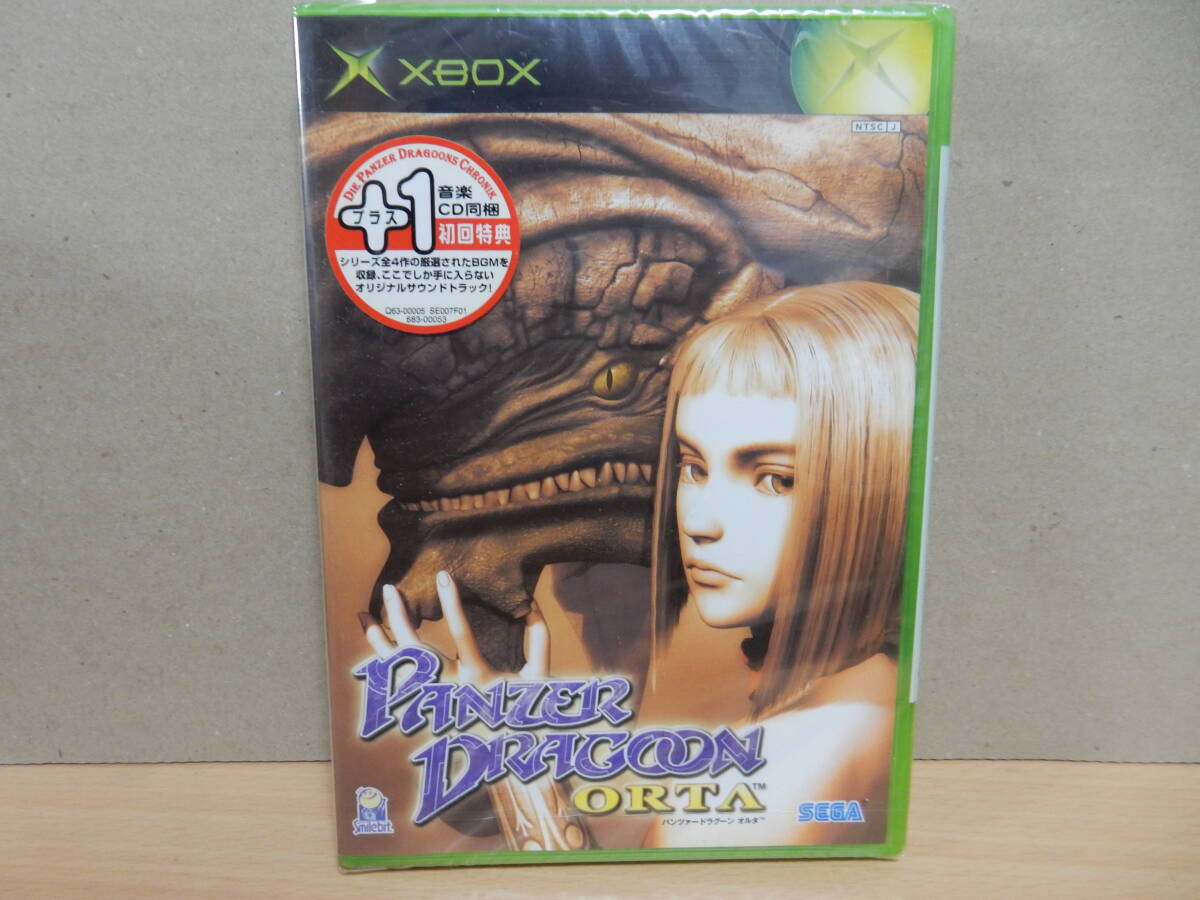 XBOX
NTSC J
DIE PANZER DRAGOONS CHRONIK
+1
プラス
音楽
CD同梱
初回特典
シリーズ全4作の厳選されたBGMを
収録、ここでしか手に入らない
オリジナルサウンドトラック!
Q63-00005 SE007F01
683-00053
PANZER
DRAGOON
ORTA™
パンツァードラグーン オルタ™
Smilebit
SEGA